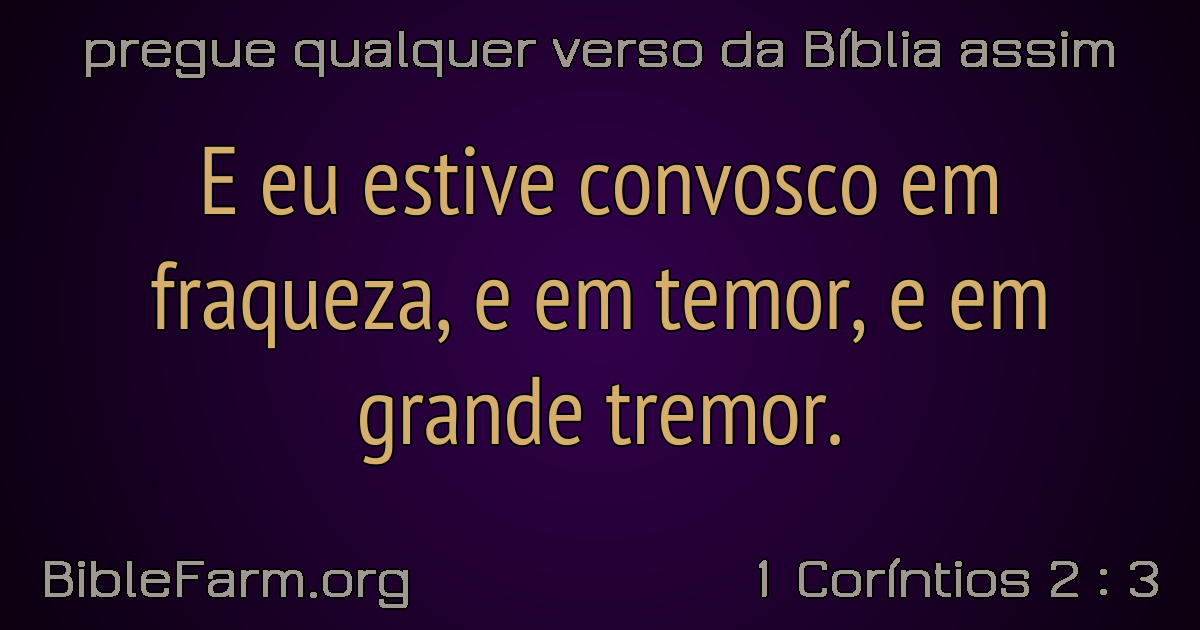 pregue qualquer verso da Bíblia assim
E eu estive convosco em
fraqueza, e em temor, e em
grande tremor.
BibleFarm.org
1 Coríntios 2 : 3